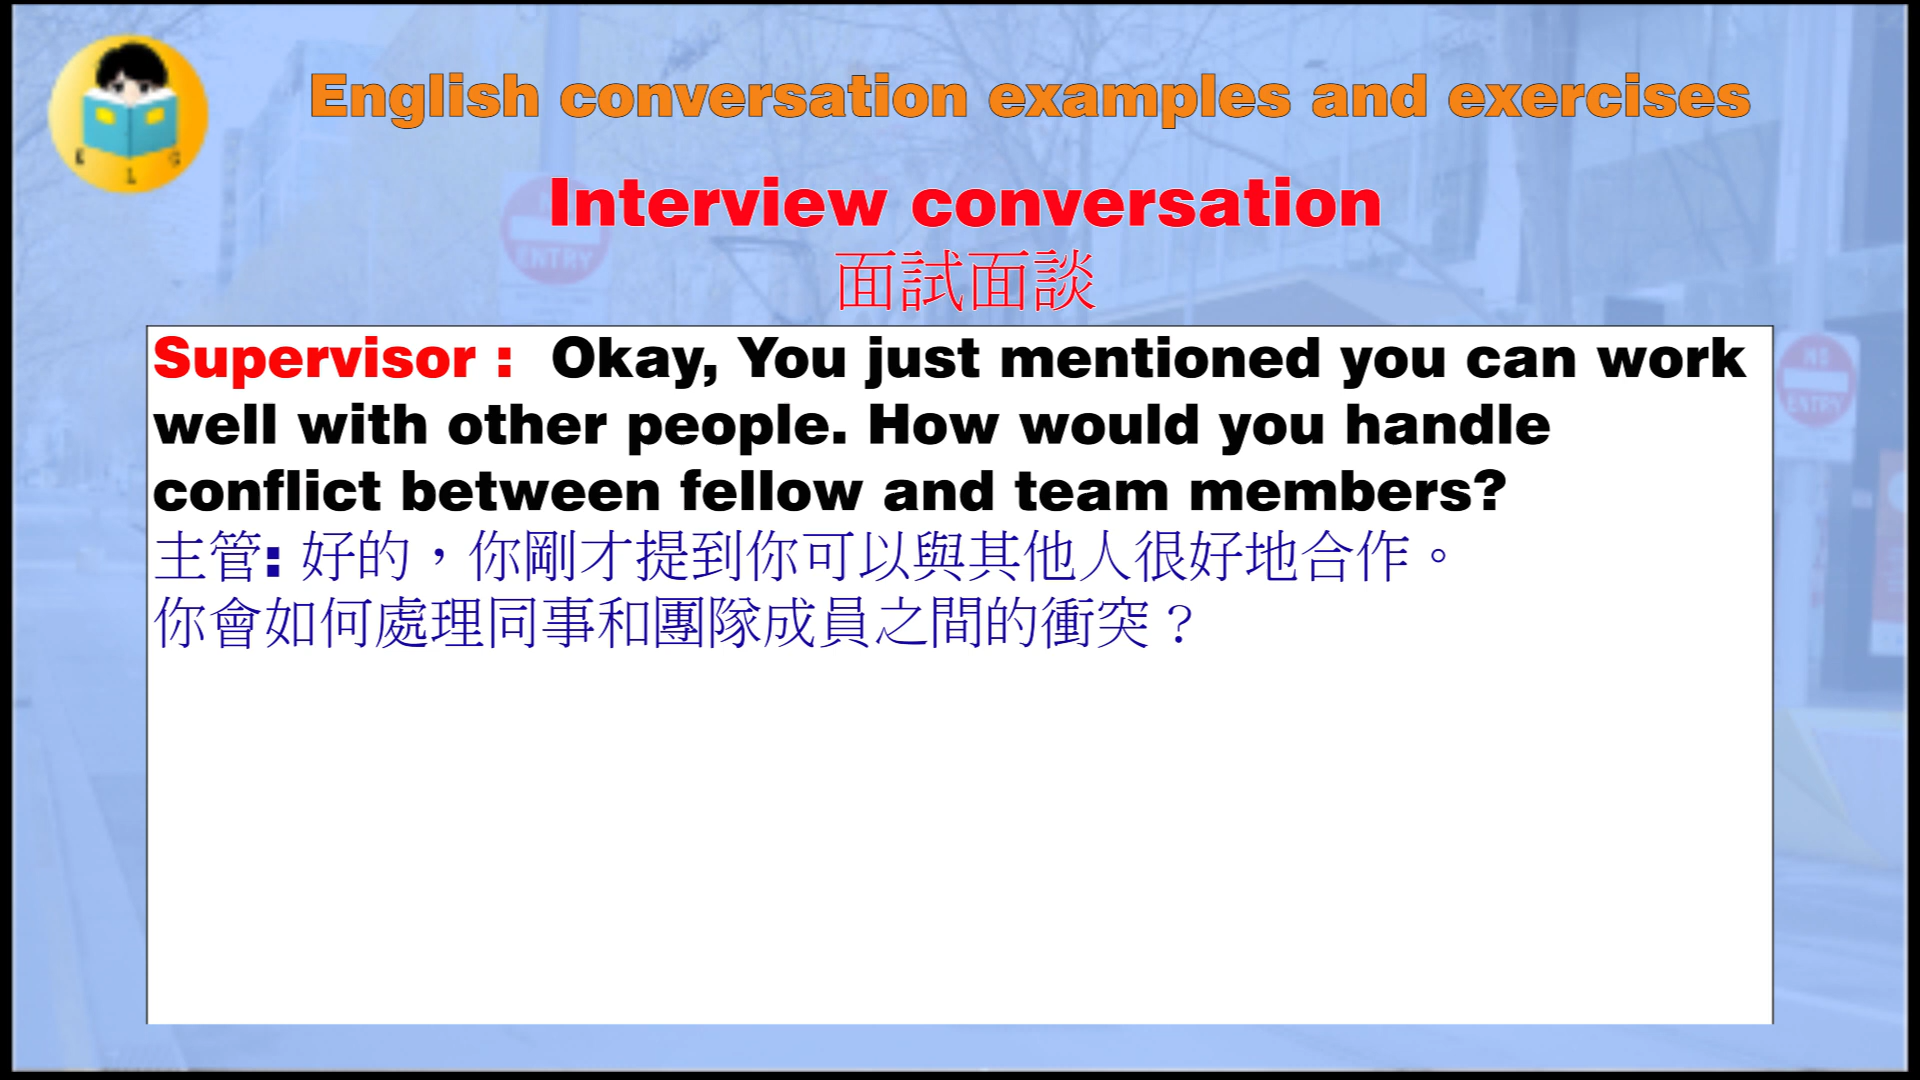 E L G
English conversation examples and exercises
Interview conversation
面試面談
Supervisor : Okay, You just mentioned you can work
well with other people. How would you handle
conflict between fellow and team members?
主管: 好的，你剛才提到你可以與其他人很好地合作。
你會如何處理同事和團隊成員之間的衝突？
ENTRY
NO
ENTRY